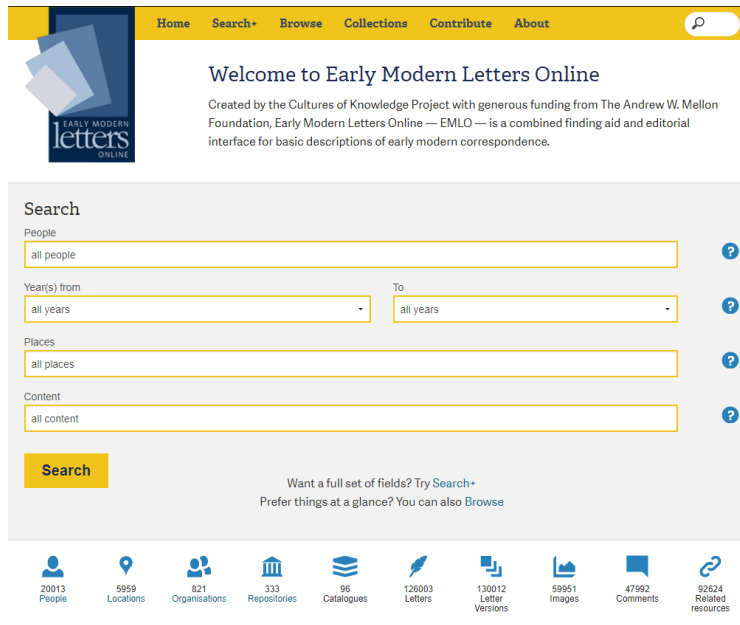 Home Search+ Browse Collections Contribute About
EARLY MODERN
letters
ONLINE
Welcome to Early Modern Letters Online
Created by the Cultures of Knowledge Project with generous funding from The Andrew W. Mellon
Foundation, Early Modern Letters Online — EMLO — is a combined finding aid and editorial
interface for basic descriptions of early modern correspondence.
Search
People
all people
?
Year(s) from To
all years all years
?
Places
all places
?
Content
all content
?
Search
Want a full set of fields? Try Search+
Prefer things at a glance? You can also Browse
20013 5959 821 333 96 126003 130012 59951 47992 92624
People Locations Organisations Repositories Catalogues Letters Letter Images Comments Related
Versions resources